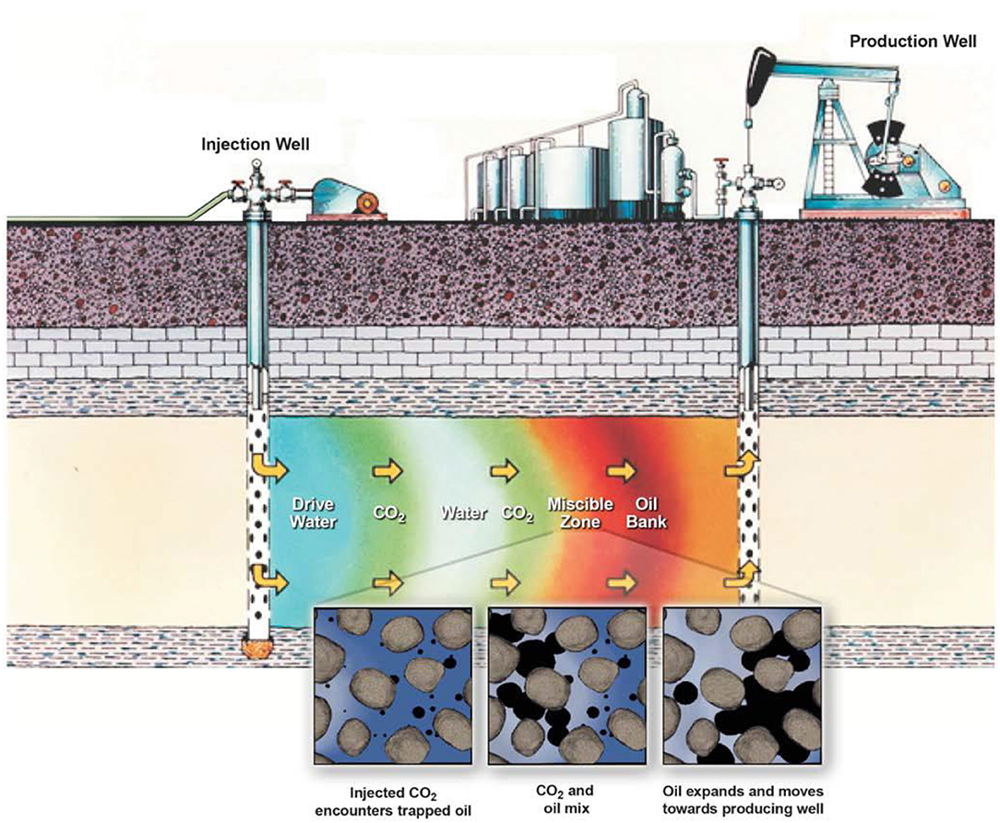 Production Well
Injection Well
Drive
Water
CO₂
Water
CO₂
Miscible
Zone
Oil
Bank
Injected CO₂
encounters trapped oil
CO₂ and
oil mix
Oil expands and moves
towards producing well